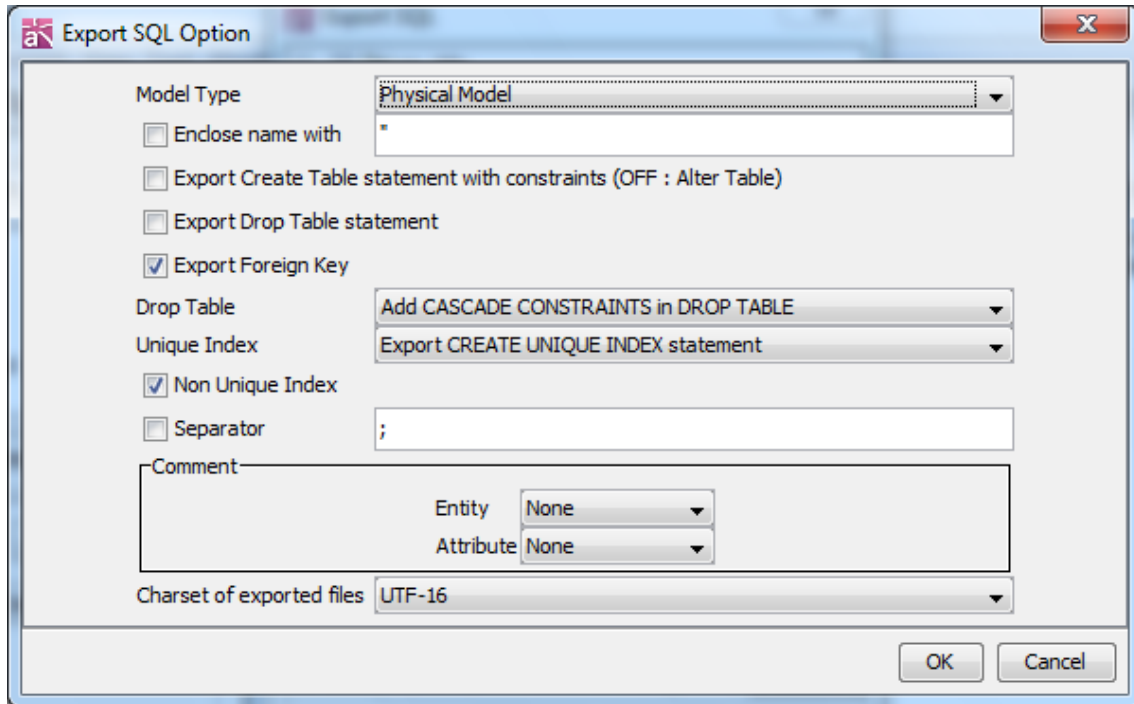 Export SQL Option
Model Type Physical Model
Enclose name with "
Export Create Table statement with constraints (OFF : Alter Table)
Export Drop Table statement
Export Foreign Key
Drop Table Add CASCADE CONSTRAINTS in DROP TABLE
Unique Index Export CREATE UNIQUE INDEX statement
Non Unique Index
Separator ;
Comment
Entity None
Attribute None
Charset of exported files UTF-16
OK Cancel